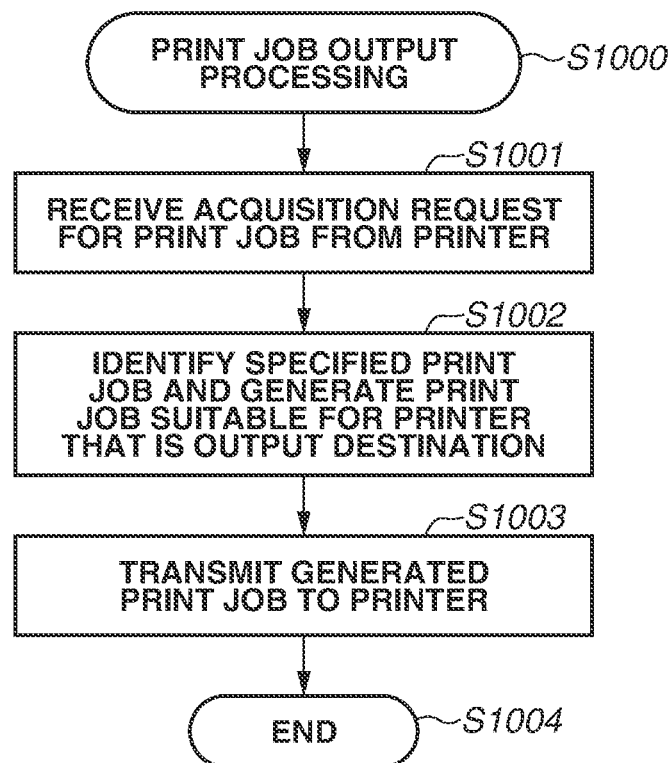 PRINT JOB OUTPUT
PROCESSING
S1000
S1001
RECEIVE ACQUISITION REQUEST
FOR PRINT JOB FROM PRINTER
S1002
IDENTIFY SPECIFIED PRINT
JOB AND GENERATE PRINT
JOB SUITABLE FOR PRINTER
THAT IS OUTPUT DESTINATION
S1003
TRANSMIT GENERATED
PRINT JOB TO PRINTER
END
S1004